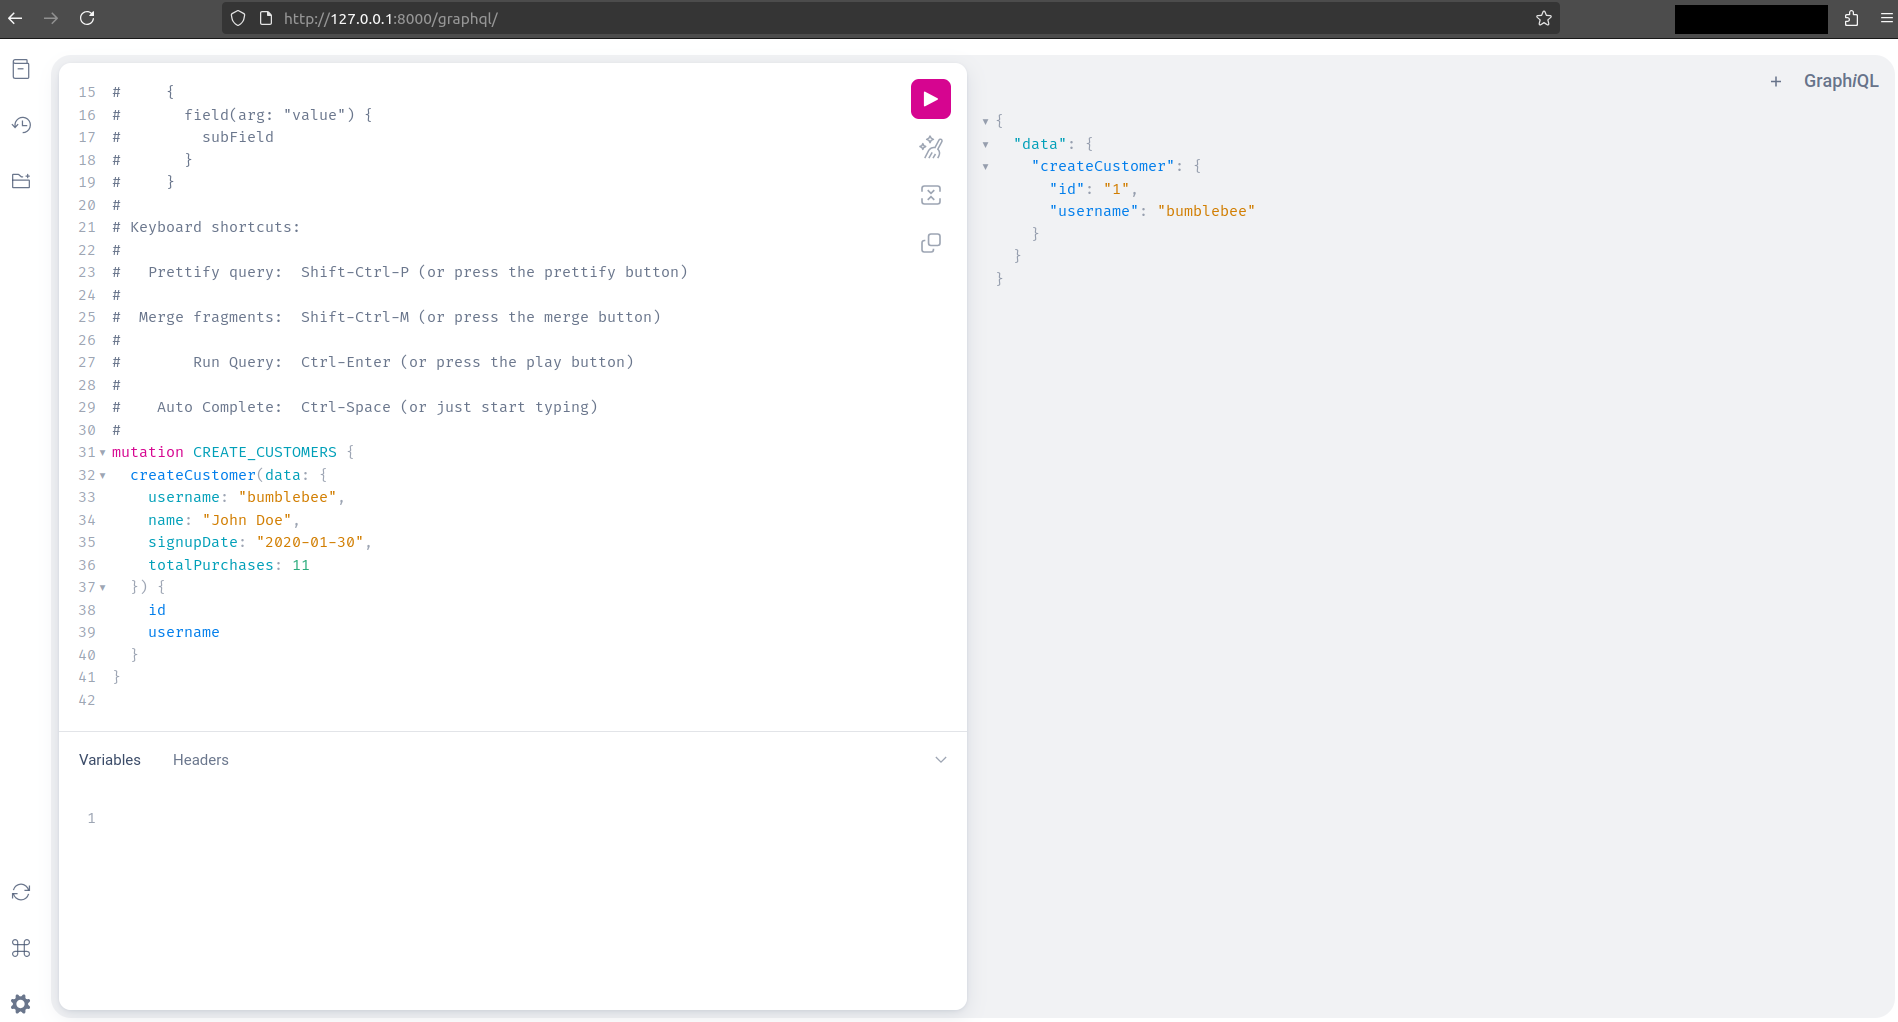 http://127.0.0.1:8000/graphql/
15 #     {
16 #       field(arg: "value") {
17 #         subField
18 #       }
19 #     }
20 #
21 # Keyboard shortcuts:
22 #
23 #   Prettify query:  Shift-Ctrl-P (or press the prettify button)
24 #
25 #  Merge fragments:  Shift-Ctrl-M (or press the merge button)
26 #
27 #        Run Query:  Ctrl-Enter (or press the play button)
28 #
29 #    Auto Complete:  Ctrl-Space (or just start typing)
30 #
31 mutation CREATE_CUSTOMERS {
32   createCustomer(data: {
33     username: "bumblebee",
34     name: "John Doe",
35     signupDate: "2020-01-30",
36     totalPurchases: 11
37   }) {
38     id
39     username
40   }
41 }
42
Variables Headers
1
+ GraphiQL
{
  "data": {
    "createCustomer": {
      "id": "1",
      "username": "bumblebee"
    }
  }
}